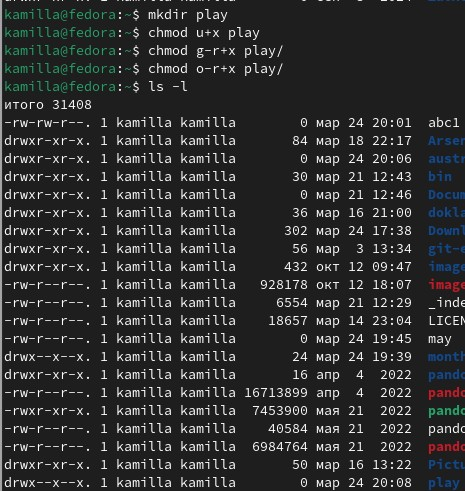 kamilla@fedora:~$ mkdir play
kamilla@fedora:~$ chmod u+x play
kamilla@fedora:~$ chmod g-r+x play/
kamilla@fedora:~$ chmod o-r+x play/
kamilla@fedora:~$ ls -l
итого 31408
-rw-rw-r--. 1 kamilla kamilla 0 мар 24 20:01 abc1
drwxr-xr-x. 1 kamilla kamilla 84 мар 18 22:17 Arsen
drwxr-xr-x. 1 kamilla kamilla 0 мар 24 20:06 austr
drwxr-xr-x. 1 kamilla kamilla 30 мар 21 12:43 bin
drwxr-xr-x. 1 kamilla kamilla 0 мар 21 12:46 Docum
drwxr-xr-x. 1 kamilla kamilla 36 мар 16 21:00 dokla
drwxr-xr-x. 1 kamilla kamilla 302 мар 24 17:38 Downl
drwxr-xr-x. 1 kamilla kamilla 56 мар 3 13:34 git-e
drwxr-xr-x. 1 kamilla kamilla 432 окт 12 09:47 image
-rw-r--r--. 1 kamilla kamilla 928178 окт 12 18:07 image
-rw-r--r--. 1 kamilla kamilla 6554 мар 21 12:29 _inde
-rw-r--r--. 1 kamilla kamilla 18657 мар 14 23:04 LICEN
-rw-r--r--. 1 kamilla kamilla 0 мар 24 19:45 may
drwx--x--x. 1 kamilla kamilla 24 мар 24 19:39 month
drwxr-xr-x. 1 kamilla kamilla 16 апр 4 2022 pando
-rw-r--r--. 1 kamilla kamilla 16713899 апр 4 2022 pando
-rw-r--r--. 1 kamilla kamilla 7453900 мая 21 2022 pando
-rw-r--r--. 1 kamilla kamilla 40584 мая 21 2022 pando
-rw-r--r--. 1 kamilla kamilla 6984764 мая 21 2022 pando
drwxr-xr-x. 1 kamilla kamilla 50 мар 16 13:22 Pictu
drwx--x--x. 1 kamilla kamilla 0 мар 24 20:08 play